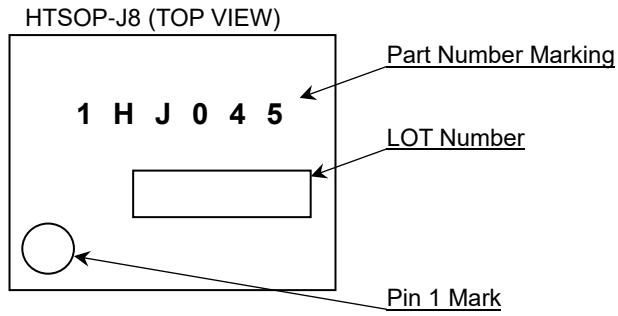 HTSOP-J8 (TOP VIEW)
Part Number Marking
1 H J 0 4 5
LOT Number
Pin 1 Mark